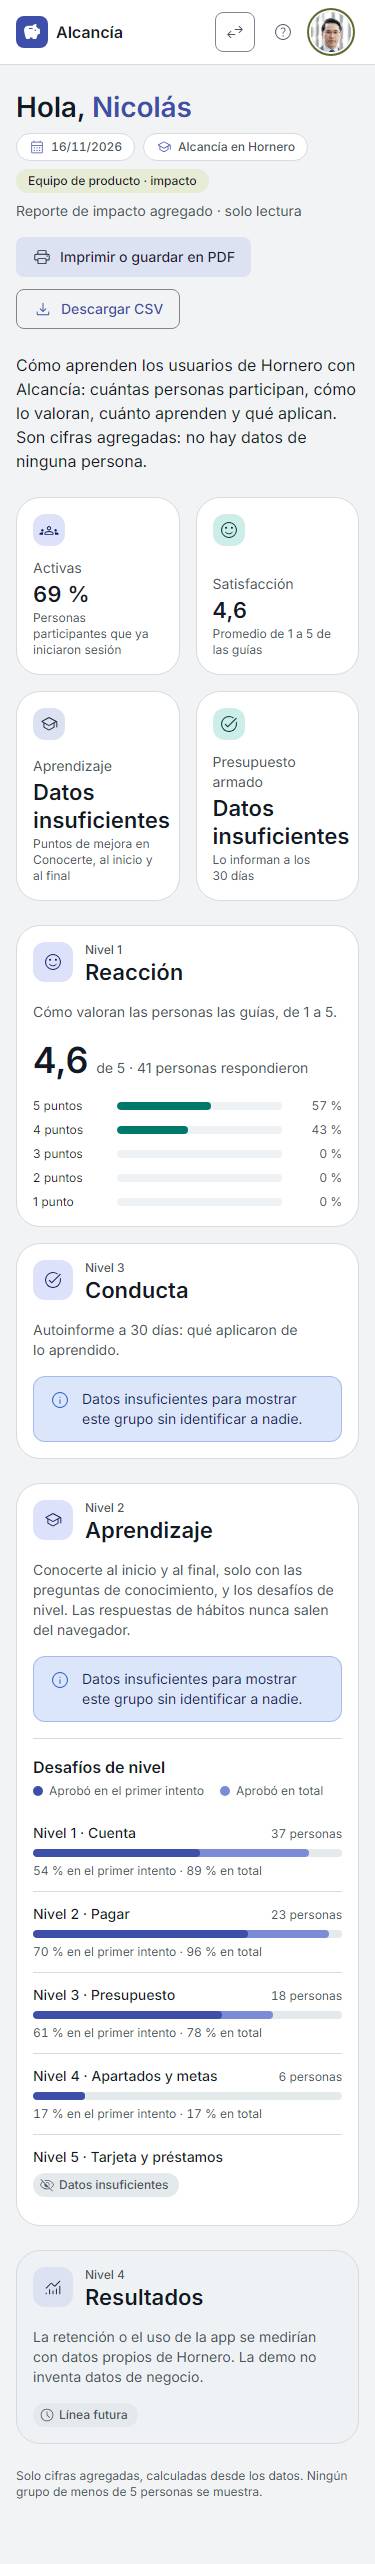 Alcancía
Hola, Nicolás
16/11/2026
Alcancía en Hornero
Equipo de producto · impacto
Reporte de impacto agregado · solo lectura
Imprimir o guardar en PDF
Descargar CSV
Cómo aprenden los usuarios de Hornero con
Alcancía: cuántas personas participan, cómo
lo valoran, cuánto aprenden y qué aplican.
Son cifras agregadas: no hay datos de
ninguna persona.
Activas
69 %
Personas
participantes que ya
iniciaron sesión
Satisfacción
4,6
Promedio de 1 a 5 de
las guías
Aprendizaje
Datos
insuficientes
Puntos de mejora en
Conocerte, al inicio y
al final
Presupuesto
armado
Datos
insuficientes
Lo informan a los
30 días
Nivel 1
Reacción
Cómo valoran las personas las guías, de 1 a 5.
4,6 de 5 · 41 personas respondieron
5 puntos 57 %
4 puntos 43 %
3 puntos 0 %
2 puntos 0 %
1 punto 0 %
Nivel 3
Conducta
Autoinforme a 30 días: qué aplicaron de
lo aprendido.
Datos insuficientes para mostrar
este grupo sin identificar a nadie.
Nivel 2
Aprendizaje
Conocerte al inicio y al final, solo con las
preguntas de conocimiento, y los desafíos de
nivel. Las respuestas de hábitos nunca salen
del navegador.
Datos insuficientes para mostrar
este grupo sin identificar a nadie.
Desafíos de nivel
Aprobó en el primer intento
Aprobó en total
Nivel 1 · Cuenta 37 personas
54 % en el primer intento · 89 % en total
Nivel 2 · Pagar 23 personas
70 % en el primer intento · 96 % en total
Nivel 3 · Presupuesto 18 personas
61 % en el primer intento · 78 % en total
Nivel 4 · Apartados y metas 6 personas
17 % en el primer intento · 17 % en total
Nivel 5 · Tarjeta y préstamos
Datos insuficientes
Nivel 4
Resultados
La retención o el uso de la app se medirían
con datos propios de Hornero. La demo no
inventa datos de negocio.
Línea futura
Solo cifras agregadas, calculadas desde los datos. Ningún
grupo de menos de 5 personas se muestra.